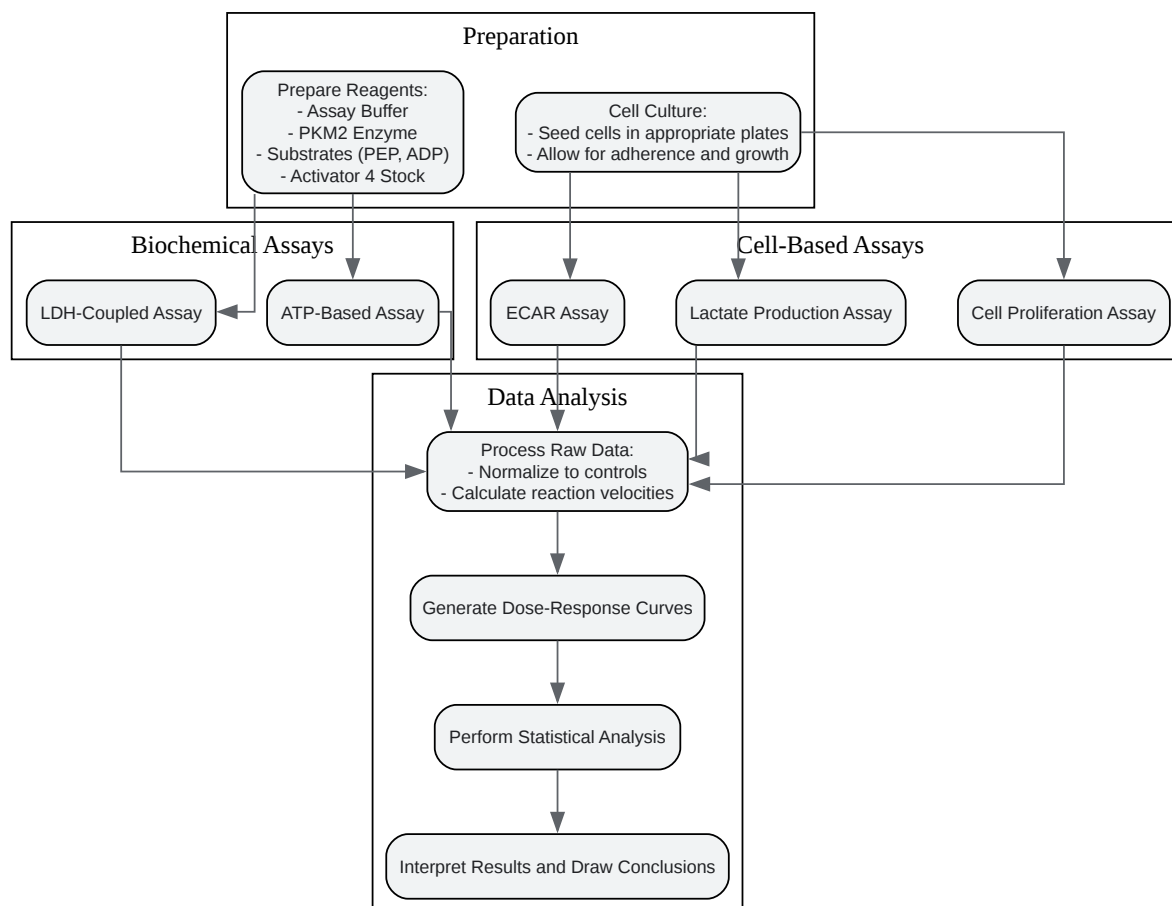 Preparation
Prepare Reagents:
- Assay Buffer
- PKM2 Enzyme
- Substrates (PEP, ADP)
- Activator 4 Stock
Cell Culture:
- Seed cells in appropriate plates
- Allow for adherence and growth
Biochemical Assays
LDH-Coupled Assay
ATP-Based Assay
Cell-Based Assays
ECAR Assay
Lactate Production Assay
Cell Proliferation Assay
Data Analysis
Process Raw Data:
- Normalize to controls
- Calculate reaction velocities
Generate Dose-Response Curves
Perform Statistical Analysis
Interpret Results and Draw Conclusions